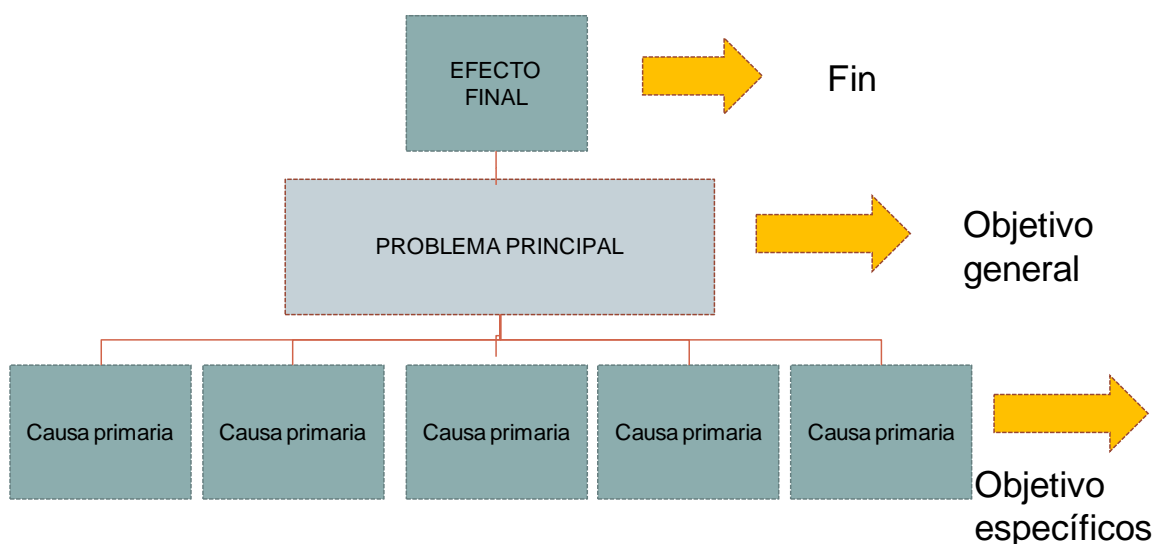 EFECTO
FINAL
Fin
PROBLEMA PRINCIPAL
Objetivo
general
Causa primaria
Causa primaria
Causa primaria
Causa primaria
Causa primaria
Objetivo
específicos